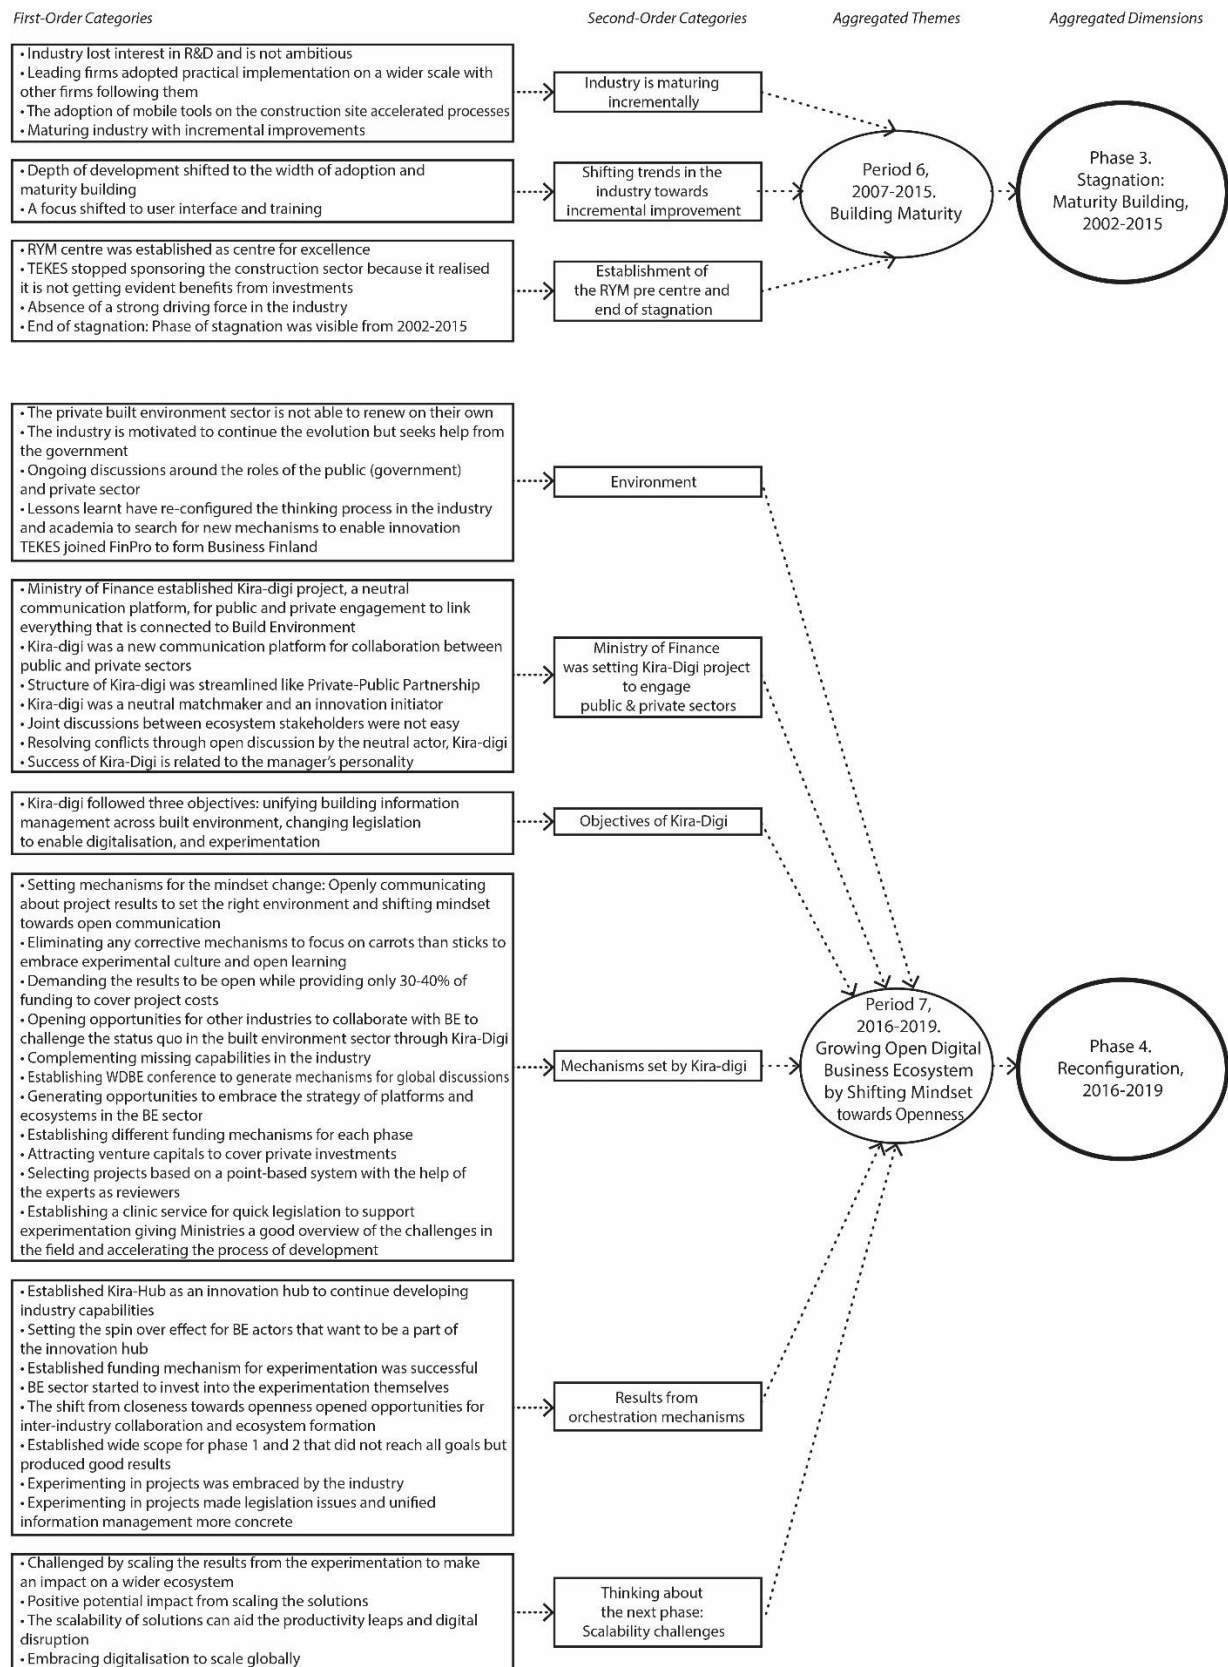 First-Order Categories
Second-Order Categories
Aggregated Themes
Aggregated Dimensions
• Industry lost interest in R&D and is not ambitious
• Leading firms adopted practical implementation on a wider scale with
other firms following them
• The adoption of mobile tools on the construction site accelerated processes
• Maturing industry with incremental improvements
Industry is maturing
incrementally
• Depth of development shifted to the width of adoption and
maturity building
• A focus shifted to user interface and training
Shifting trends in the
industry towards
incremental improvement
• RYM centre was established as centre for excellence
• TEKES stopped sponsoring the construction sector because it realised
it is not getting evident benefits from investments
• Absence of a strong driving force in the industry
• End of stagnation: Phase of stagnation was visible from 2002-2015
Establishment of
the RYM pre centre and
end of stagnation
Period 6,
2007-2015.
Building Maturity
Phase 3.
Stagnation:
Maturity Building,
2002-2015
• The private built environment sector is not able to renew on their own
• The industry is motivated to continue the evolution but seeks help from
the government
• Ongoing discussions around the roles of the public (government)
and private sector
• Lessons learnt have re-configured the thinking process in the industry
and academia to search for new mechanisms to enable innovation
TEKES joined FinPro to form Business Finland
Environment
• Ministry of Finance established Kira-digi project, a neutral
communication platform, for public and private engagement to link
everything that is connected to Build Environment
• Kira-digi was a new communication platform for collaboration between
public and private sectors
• Structure of Kira-digi was streamlined like Private-Public Partnership
• Kira-digi was a neutral matchmaker and an innovation initiator
• Joint discussions between ecosystem stakeholders were not easy
• Resolving conflicts through open discussion by the neutral actor, Kira-digi
• Success of Kira-Digi is related to the manager's personality
Ministry of Finance
was setting Kira-Digi project
to engage
public & private sectors
• Kira-digi followed three objectives: unifying building information
management across built environment, changing legislation
to enable digitalisation, and experimentation
Objectives of Kira-Digi
• Setting mechanisms for the mindset change: Openly communicating
about project results to set the right environment and shifting mindset
towards open communication
• Eliminating any corrective mechanisms to focus on carrots than sticks to
embrace experimental culture and open learning
• Demanding the results to be open while providing only 30-40% of
funding to cover project costs
• Opening opportunities for other industries to collaborate with BE to
challenge the status quo in the built environment sector through Kira-Digi
• Complementing missing capabilities in the industry
• Establishing WDBE conference to generate mechanisms for global discussions
• Generating opportunities to embrace the strategy of platforms and
ecosystems in the BE sector
• Establishing different funding mechanisms for each phase
• Attracting venture capitals to cover private investments
• Selecting projects based on a point-based system with the help of
the experts as reviewers
• Establishing a clinic service for quick legislation to support
experimentation giving Ministries a good overview of the challenges in
the field and accelerating the process of development
Mechanisms set by Kira-digi
Period 7,
2016-2019.
Growing Open Digital
Business Ecosystem
by Shifting Mindset
towards Openness
Phase 4.
Reconfiguration,
2016-2019
• Established Kira-Hub as an innovation hub to continue developing
industry capabilities
• Setting the spin over effect for BE actors that want to be a part of
the innovation hub
• Established funding mechanism for experimentation was successful
• BE sector started to invest into the experimentation themselves
• The shift from closeness towards openness opened opportunities for
inter-industry collaboration and ecosystem formation
• Established wide scope for phase 1 and 2 that did not reach all goals but
produced good results
• Experimenting in projects was embraced by the industry
• Experimenting in projects made legislation issues and unified
information management more concrete
Results from
orchestration mechanisms
• Challenged by scaling the results from the experimentation to make
an impact on a wider ecosystem
• Positive potential impact from scaling the solutions
• The scalability of solutions can aid the productivity leaps and digital
disruption
• Embracing digitalisation to scale globally
Thinking about
the next phase:
Scalability challenges